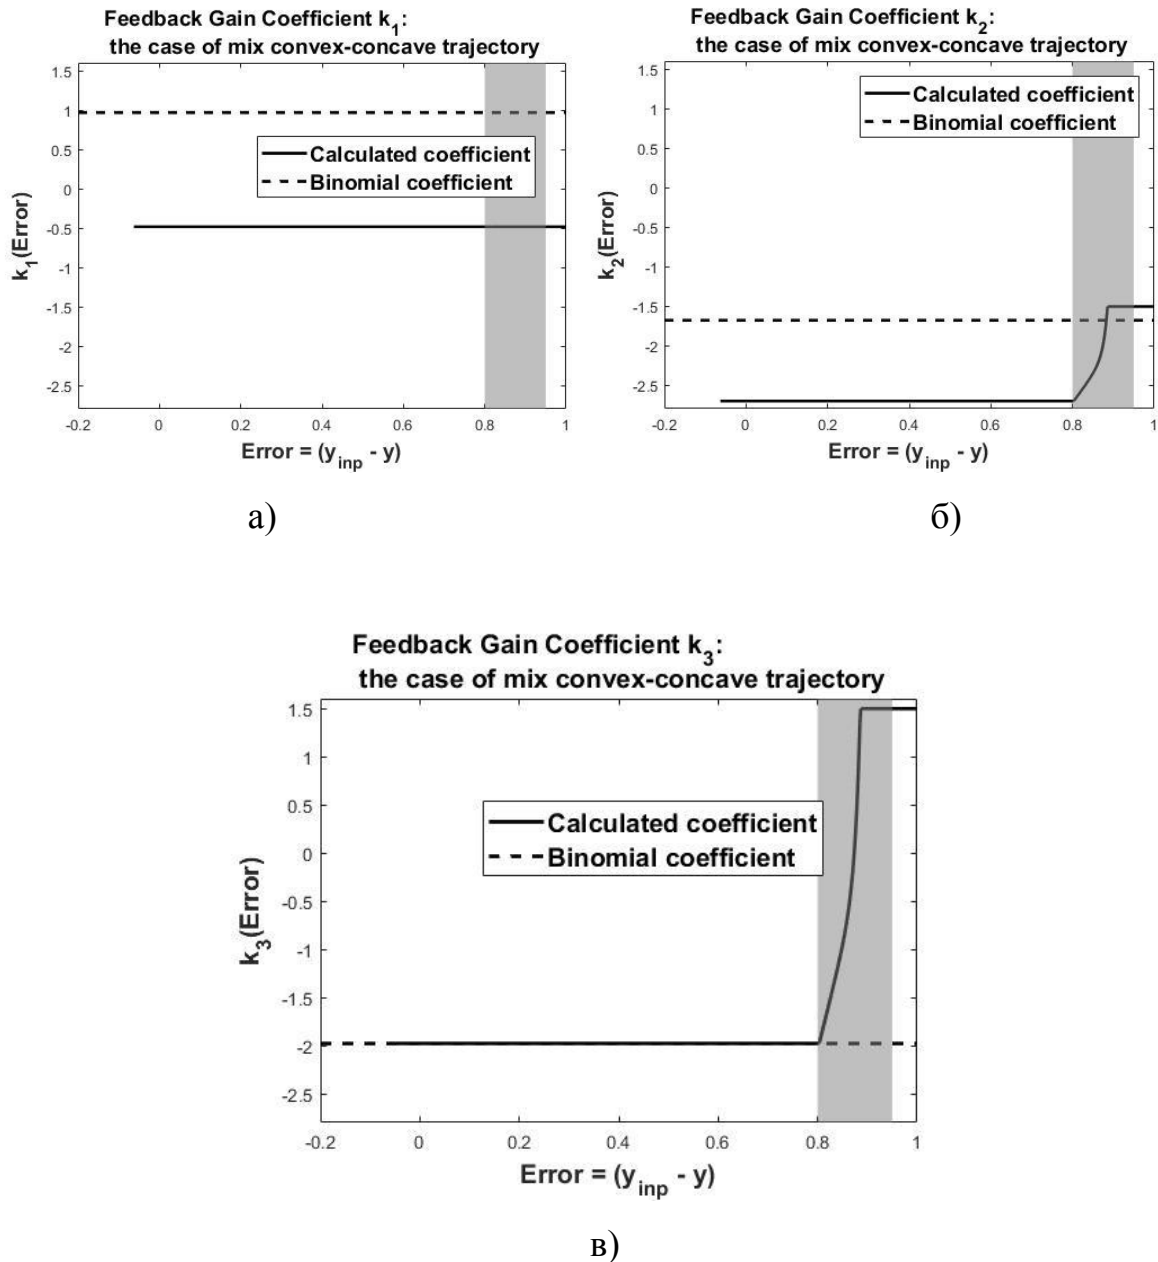 Feedback Gain Coefficient k1:
the case of mix convex-concave trajectory
1.5
1
0.5
0
-0.5
-1
-1.5
-2
-2.5
k1(Error)
Calculated coefficient
Binomial coefficient
-0.2 0 0.2 0.4 0.6 0.8 1
Error = (yinp - y)
а)
Feedback Gain Coefficient k2:
the case of mix convex-concave trajectory
1.5
1
0.5
0
-0.5
-1
-1.5
-2
-2.5
k2(Error)
Calculated coefficient
Binomial coefficient
-0.2 0 0.2 0.4 0.6 0.8 1
Error = (yinp - y)
б)
Feedback Gain Coefficient k3:
the case of mix convex-concave trajectory
1.5
1
0.5
0
-0.5
-1
-1.5
-2
-2.5
k3(Error)
Calculated coefficient
Binomial coefficient
-0.2 0 0.2 0.4 0.6 0.8 1
Error = (yinp - y)
в)